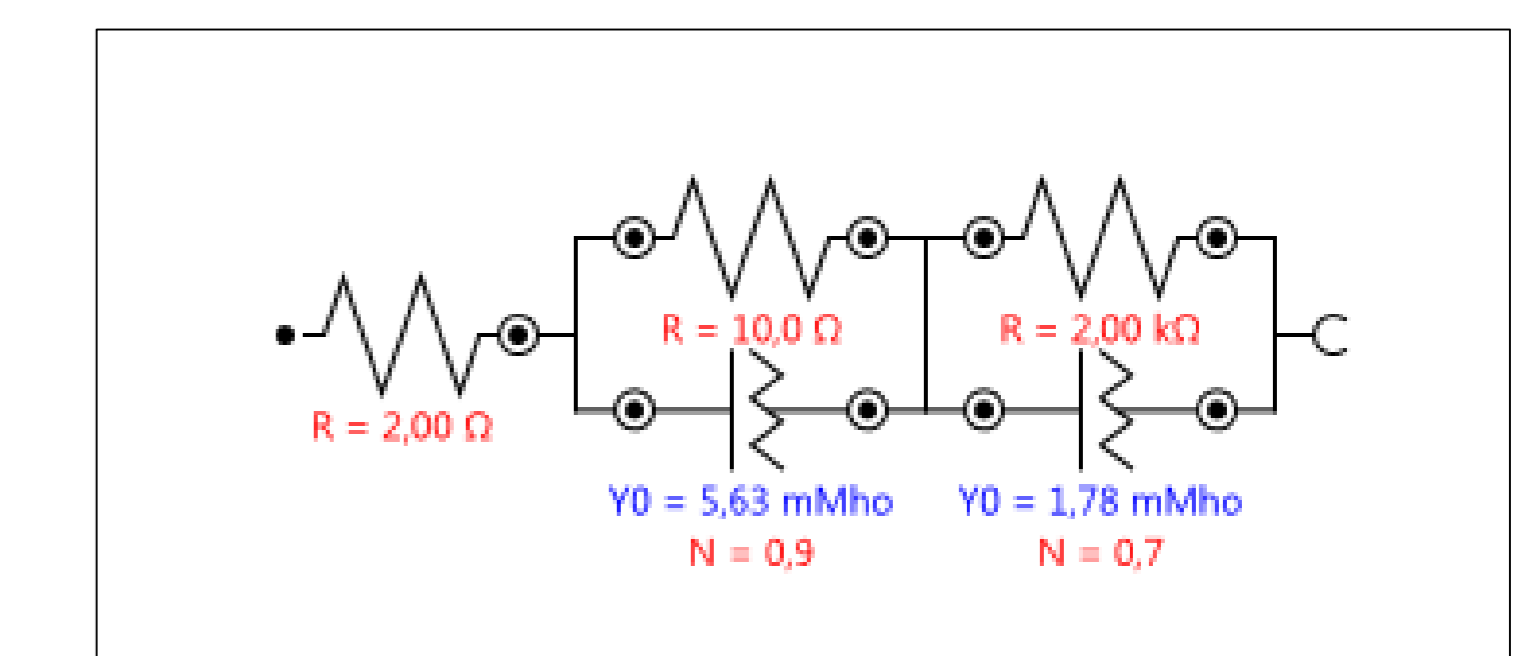 R = 10,0 Ω
R = 2,00 kΩ
R = 2,00 Ω
Y0 = 5,63 mMho
Y0 = 1,78 mMho
N = 0,9
N = 0,7